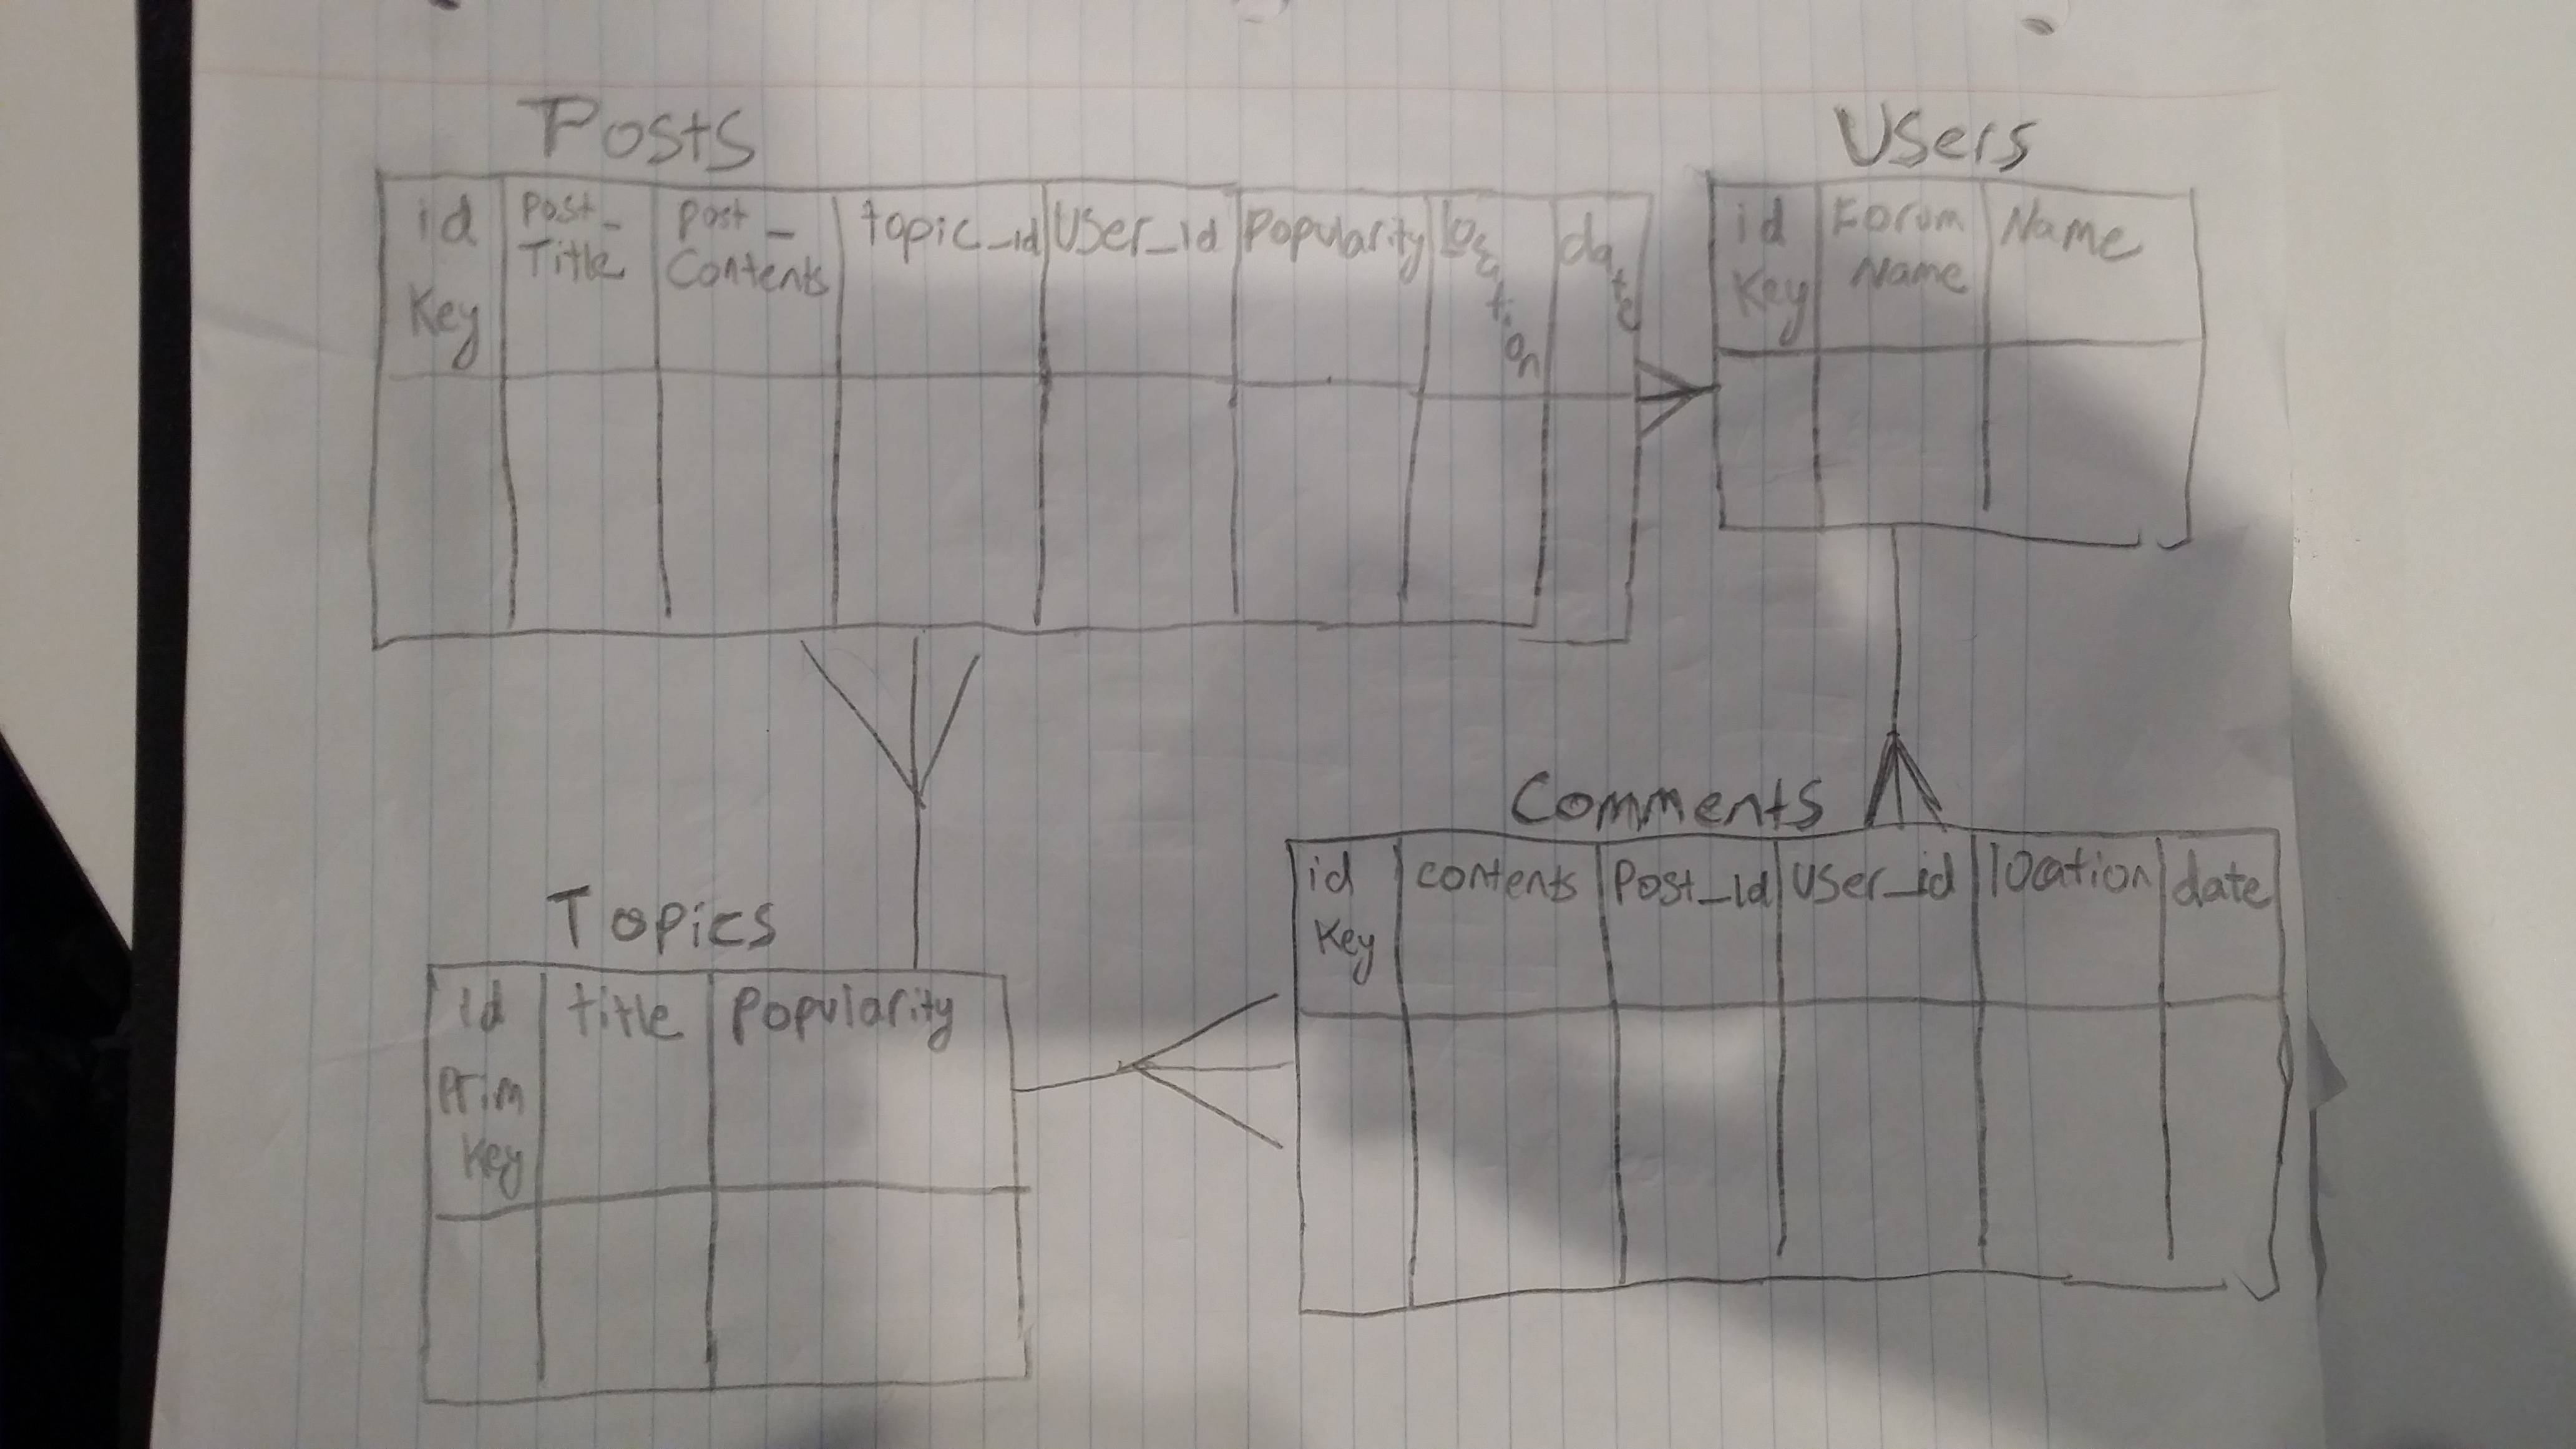 Posts
id Key
Post- Title
Post- Contents
topic_id
User_id
Popularity
location
date
Users
id Key
Forum Name
Name
Topics
id Prim Key
title
Popularity
Comments
id Key
contents
Post_id
User_id
location
date